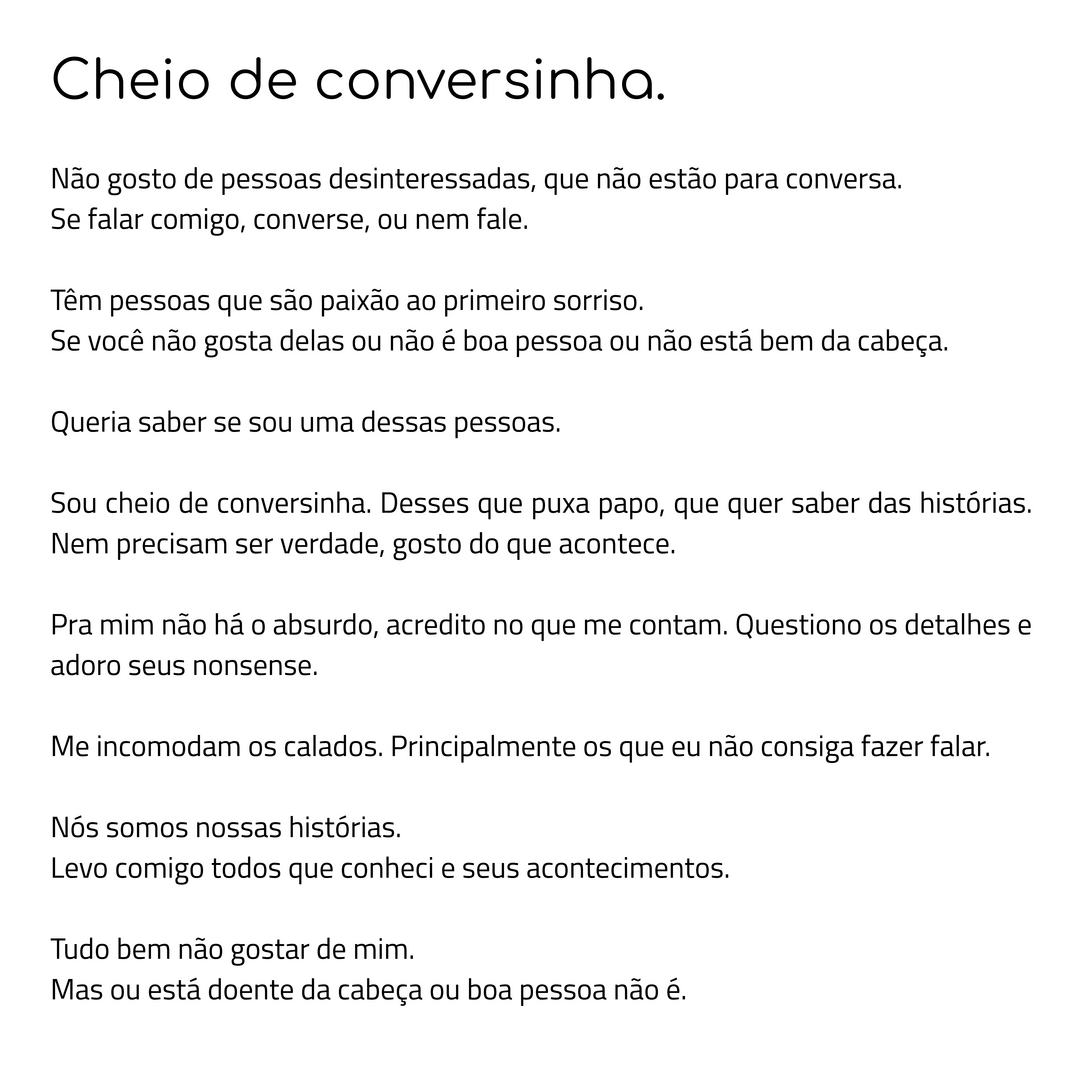 Cheio de conversinha.
Não gosto de pessoas desinteressadas, que não estão para conversa.
Se falar comigo, converse, ou nem fale.
Têm pessoas que são paixão ao primeiro sorriso.
Se você não gosta delas ou não é boa pessoa ou não está bem da cabeça.
Queria saber se sou uma dessas pessoas.
Sou cheio de conversinha. Desses que puxa papo, que quer saber das histórias.
Nem precisam ser verdade, gosto do que acontece.
Pra mim não há o absurdo, acredito no que me contam. Questiono os detalhes e
adoro seus nonsense.
Me incomodam os calados. Principalmente os que eu não consiga fazer falar.
Nós somos nossas histórias.
Levo comigo todos que conheci e seus acontecimentos.
Tudo bem não gostar de mim.
Mas ou está doente da cabeça ou boa pessoa não é.